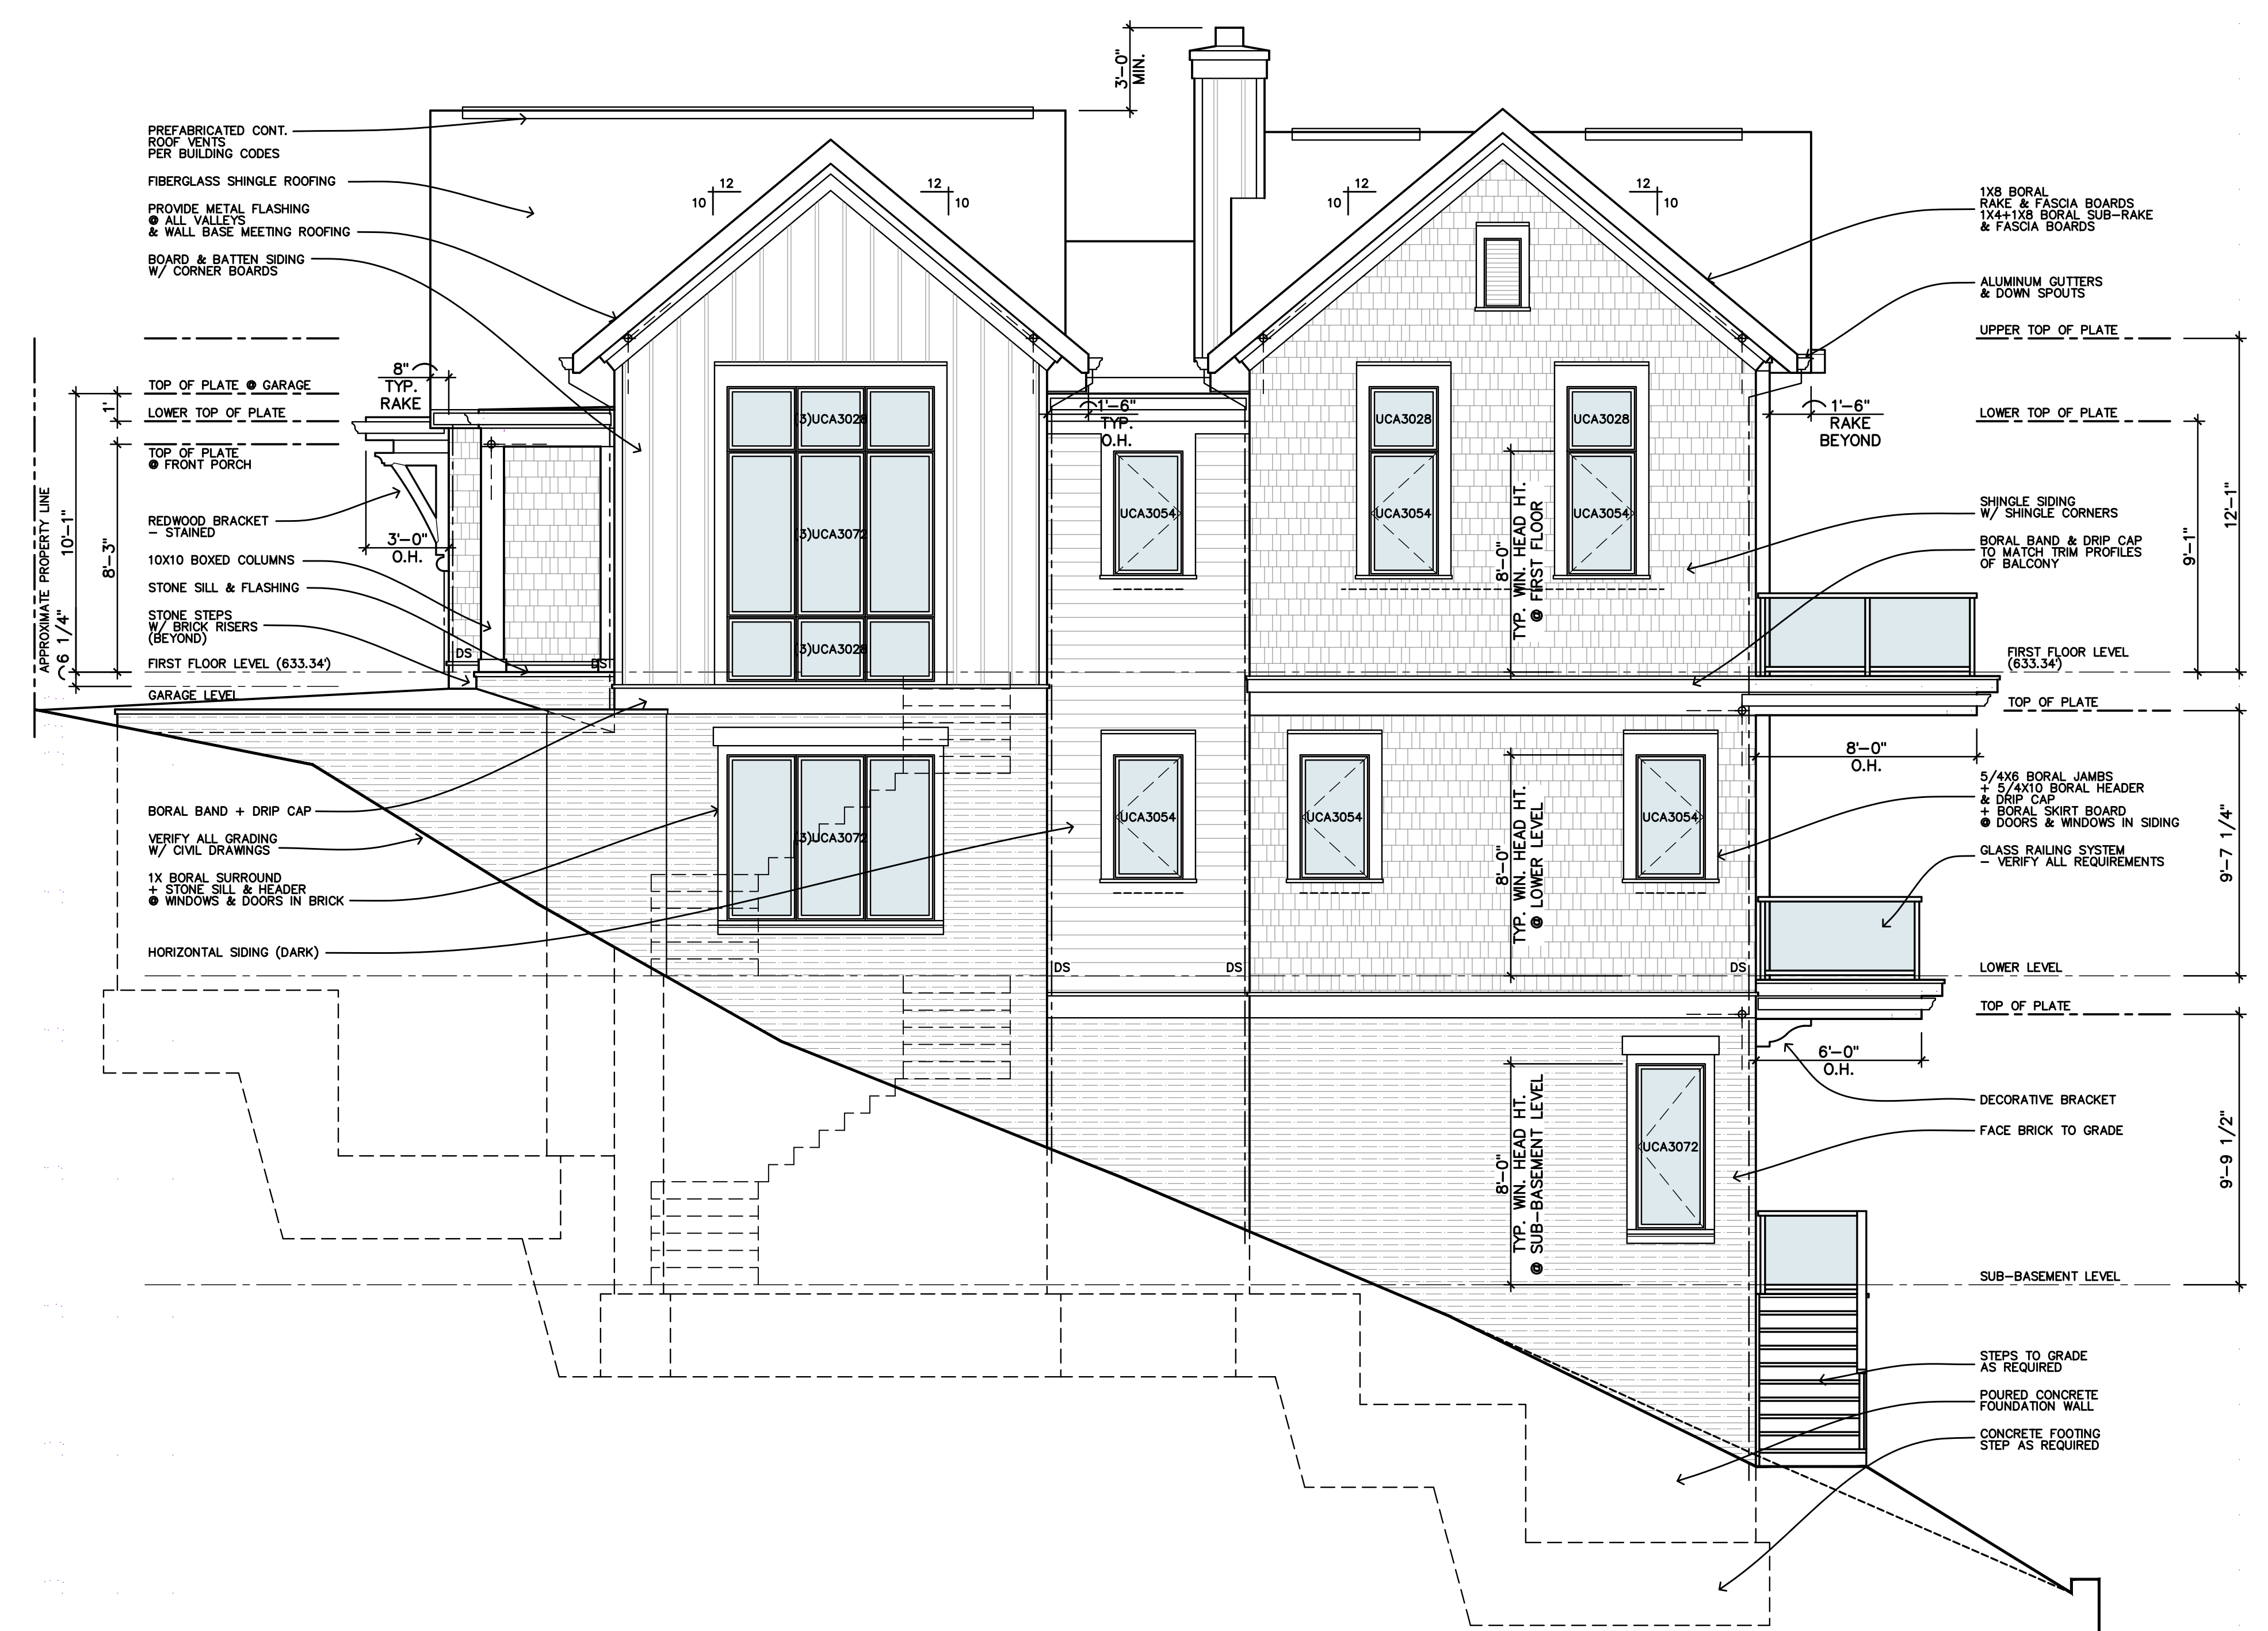 3'-0"
MIN.
PREFABRICATED CONT.
ROOF VENTS
PER BUILDING CODES
FIBERGLASS SHINGLE ROOFING
PROVIDE METAL FLASHING
@ ALL VALLEYS
& WALL BASE MEETING ROOFING
BOARD & BATTEN SIDING
W/ CORNER BOARDS
TOP OF PLATE @ GARAGE
LOWER TOP OF PLATE
TOP OF PLATE
@ FRONT PORCH
REDWOOD BRACKET
- STAINED
10X10 BOXED COLUMNS
STONE SILL & FLASHING
STONE STEPS
W/ BRICK RISERS
(BEYOND)
FIRST FLOOR LEVEL (633.34')
GARAGE LEVEL
BORAL BAND + DRIP CAP
VERIFY ALL GRADING
W/ CIVIL DRAWINGS
1X BORAL SURROUND
+ STONE SILL & HEADER
@ WINDOWS & DOORS IN BRICK
HORIZONTAL SIDING (DARK)
APPROXIMATE PROPERTY LINE
10'-1"
6 1/4"
1'
8'-3"
8"
TYP.
RAKE
3'-0"
O.H.
DS
DS
12
10
12
10
(3)UCA3028
(3)UCA3072
(3)UCA3028
(3)UCA3072
1'-6"
TYP.
O.H.
UCA3054
UCA3054
DS
DS
12
10
12
10
UCA3028
UCA3028
UCA3054
UCA3054
8'-0"
TYP. WIN. HEAD HT.
@ FIRST FLOOR
UCA3054
UCA3054
8'-0"
TYP. WIN. HEAD HT.
@ LOWER LEVEL
DS
8'-0"
TYP. WIN. HEAD HT.
@ SUB-BASEMENT LEVEL
UCA3072
1'-6"
RAKE
BEYOND
8'-0"
O.H.
6'-0"
O.H.
1X8 BORAL
RAKE & FASCIA BOARDS
1X4+1X8 BORAL SUB-RAKE
& FASCIA BOARDS
ALUMINUM GUTTERS
& DOWN SPOUTS
UPPER TOP OF PLATE
LOWER TOP OF PLATE
SHINGLE SIDING
W/ SHINGLE CORNERS
BORAL BAND & DRIP CAP
TO MATCH TRIM PROFILES
OF BALCONY
FIRST FLOOR LEVEL
(633.34')
TOP OF PLATE
5/4X6 BORAL JAMBS
+ 5/4X10 BORAL HEADER
& DRIP CAP
+ BORAL SKIRT BOARD
@ DOORS & WINDOWS IN SIDING
GLASS RAILING SYSTEM
- VERIFY ALL REQUIREMENTS
LOWER LEVEL
TOP OF PLATE
DECORATIVE BRACKET
FACE BRICK TO GRADE
SUB-BASEMENT LEVEL
STEPS TO GRADE
AS REQUIRED
POURED CONCRETE
FOUNDATION WALL
CONCRETE FOOTING
STEP AS REQUIRED
9'-1"
12'-1"
9'-7 1/4"
9'-9 1/2"